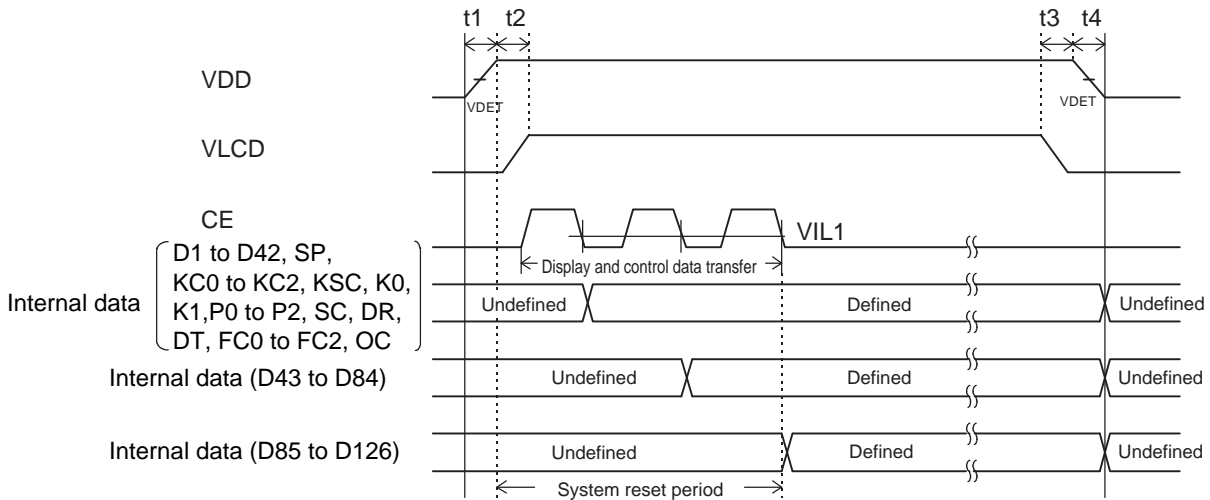 t1 t2 t3 t4
VDD
VDET VDET
VLCD
CE
VIL1
Display and control data transfer
Internal data
D1 to D42, SP,
KC0 to KC2, KSC, K0,
K1,P0 to P2, SC, DR,
DT, FC0 to FC2, OC
Undefined Defined Undefined
Internal data (D43 to D84) Undefined Defined Undefined
Internal data (D85 to D126) Undefined Defined Undefined
System reset period